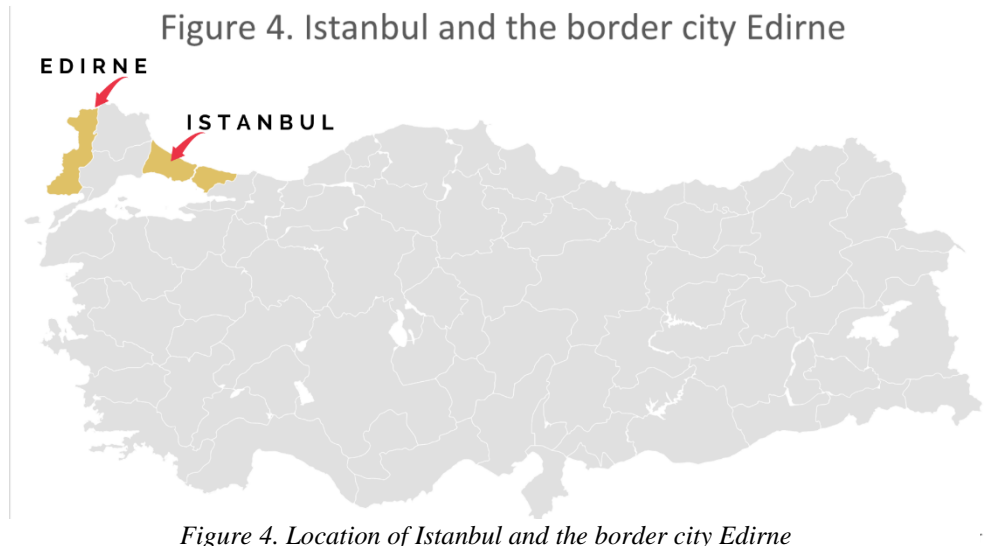 Figure 4. Istanbul and the border city Edirne
EDIRNE
ISTANBUL
Figure 4. Location of Istanbul and the border city Edirne